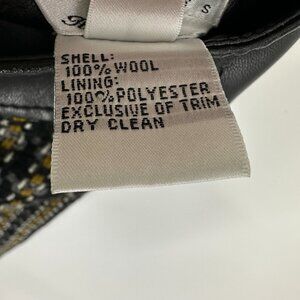 S
SHELL:
100% WOOL
LINING:
100% POLYESTER
EXCLUSIVE OF TRIM
DRY CLEAN